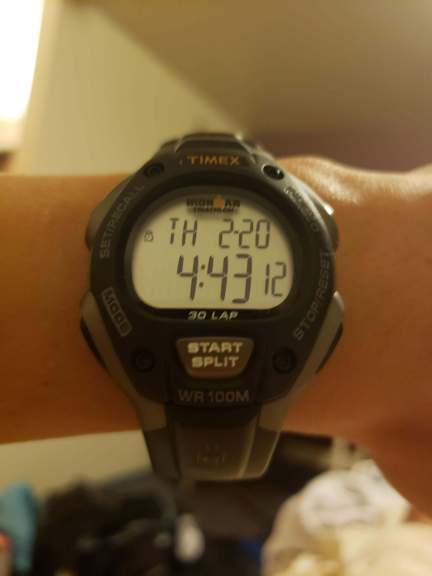 TIMEX
IRONMAN
TRIATHLON
SET/RECALL
TH 2-20
4:43 12
MODE
STOP/RESET
30 LAP
START
SPLIT
WR 100M